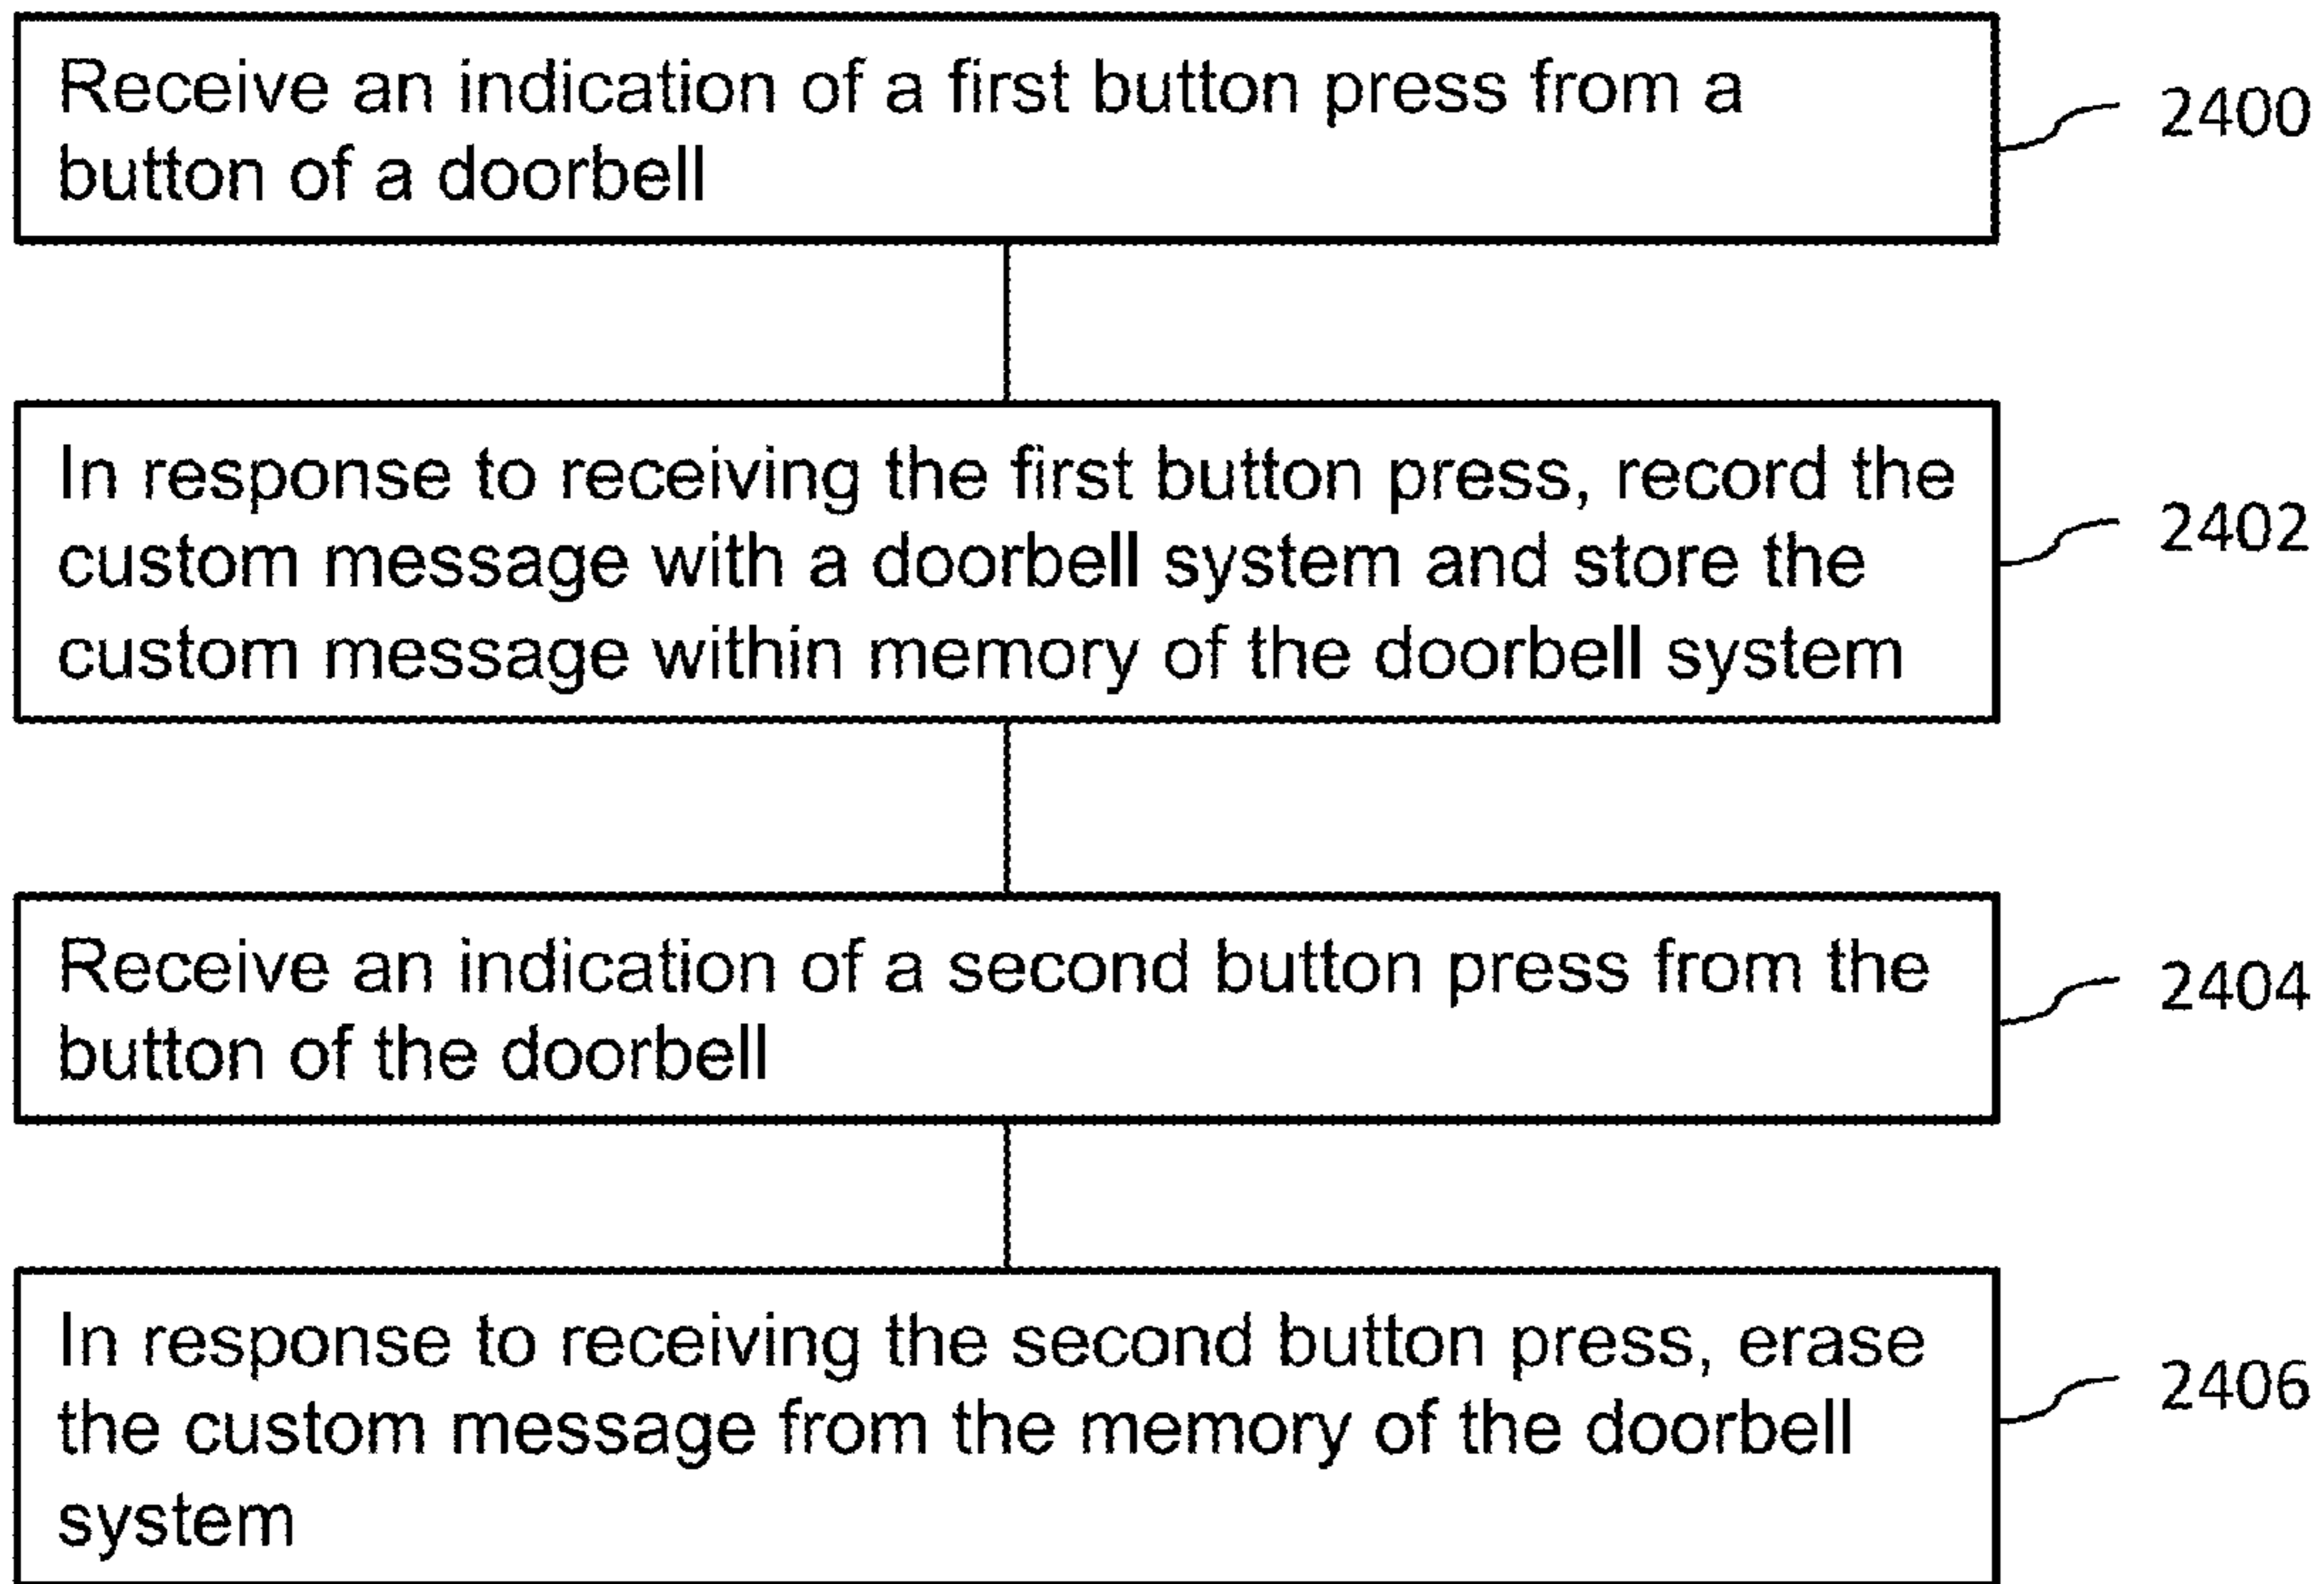 Receive an indication of a first button press from a
button of a doorbell
2400
In response to receiving the first button press, record the
custom message with a doorbell system and store the
custom message within memory of the doorbell system
2402
Receive an indication of a second button press from the
button of the doorbell
2404
In response to receiving the second button press, erase
the custom message from the memory of the doorbell
system
2406